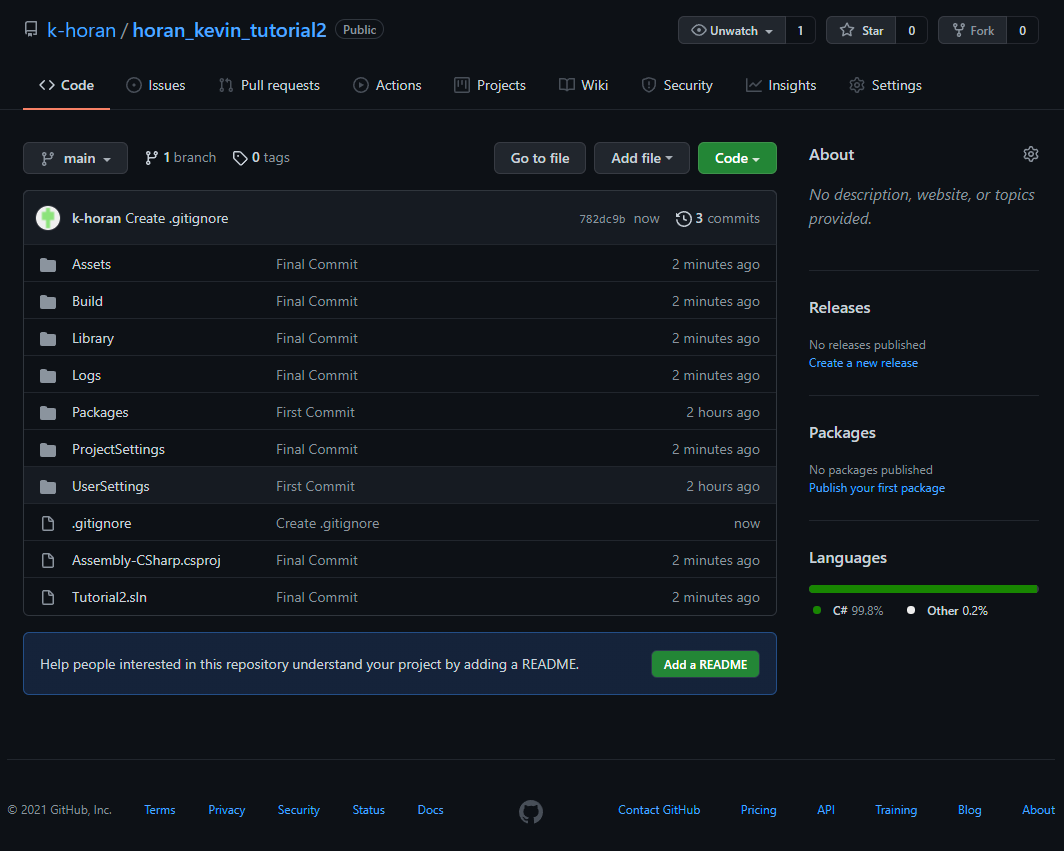 k-horan / horan_kevin_tutorial2 Public Unwatch 1 Star 0 Fork 0
Code Issues Pull requests Actions Projects Wiki Security Insights Settings
main 1 branch 0 tags Go to file Add file Code
k-horan Create .gitignore 782dc9b now 3 commits
Assets Final Commit 2 minutes ago
Build Final Commit 2 minutes ago
Library Final Commit 2 minutes ago
Logs Final Commit 2 minutes ago
Packages First Commit 2 hours ago
ProjectSettings Final Commit 2 minutes ago
UserSettings First Commit 2 hours ago
.gitignore Create .gitignore now
Assembly-CSharp.csproj Final Commit 2 minutes ago
Tutorial2.sln Final Commit 2 minutes ago
Help people interested in this repository understand your project by adding a README. Add a README
About
No description, website, or topics
provided.
Releases
No releases published
Create a new release
Packages
No packages published
Publish your first package
Languages
C# 99.8% Other 0.2%
© 2021 GitHub, Inc. Terms Privacy Security Status Docs Contact GitHub Pricing API Training Blog About